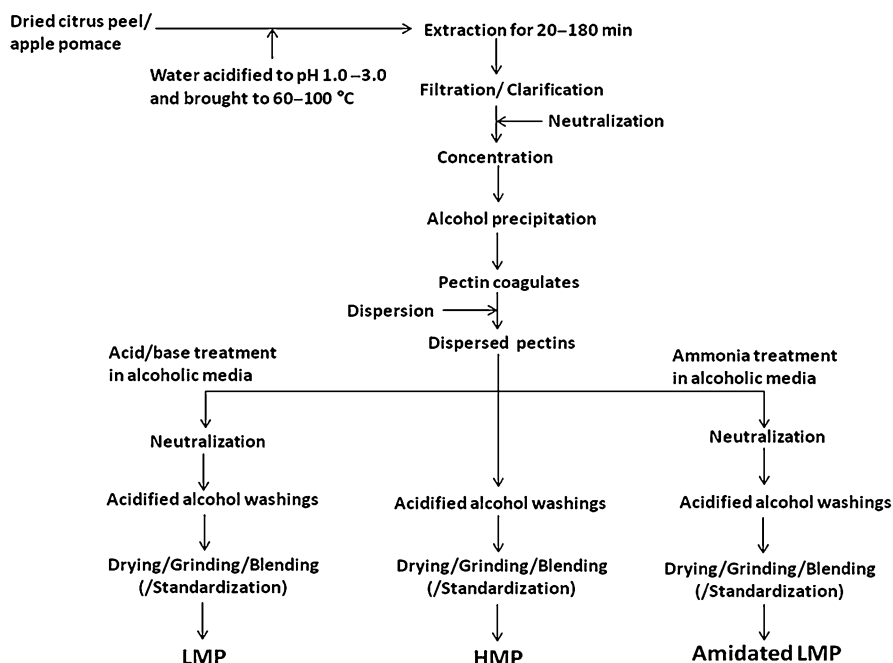 Dried citrus peel/
apple pomace
Extraction for 20–180 min
Water acidified to pH 1.0–3.0
and brought to 60–100 °C
Filtration/ Clarification
Neutralization
Concentration
Alcohol precipitation
Pectin coagulates
Dispersion
Dispersed pectins
Acid/base treatment
in alcoholic media
Ammonia treatment
in alcoholic media
Neutralization
Neutralization
Acidified alcohol washings
Acidified alcohol washings
Acidified alcohol washings
Drying/Grinding/Blending
(/Standardization)
Drying/Grinding/Blending
(/Standardization)
Drying/Grinding/Blending
(/Standardization)
LMP
HMP
Amidated LMP